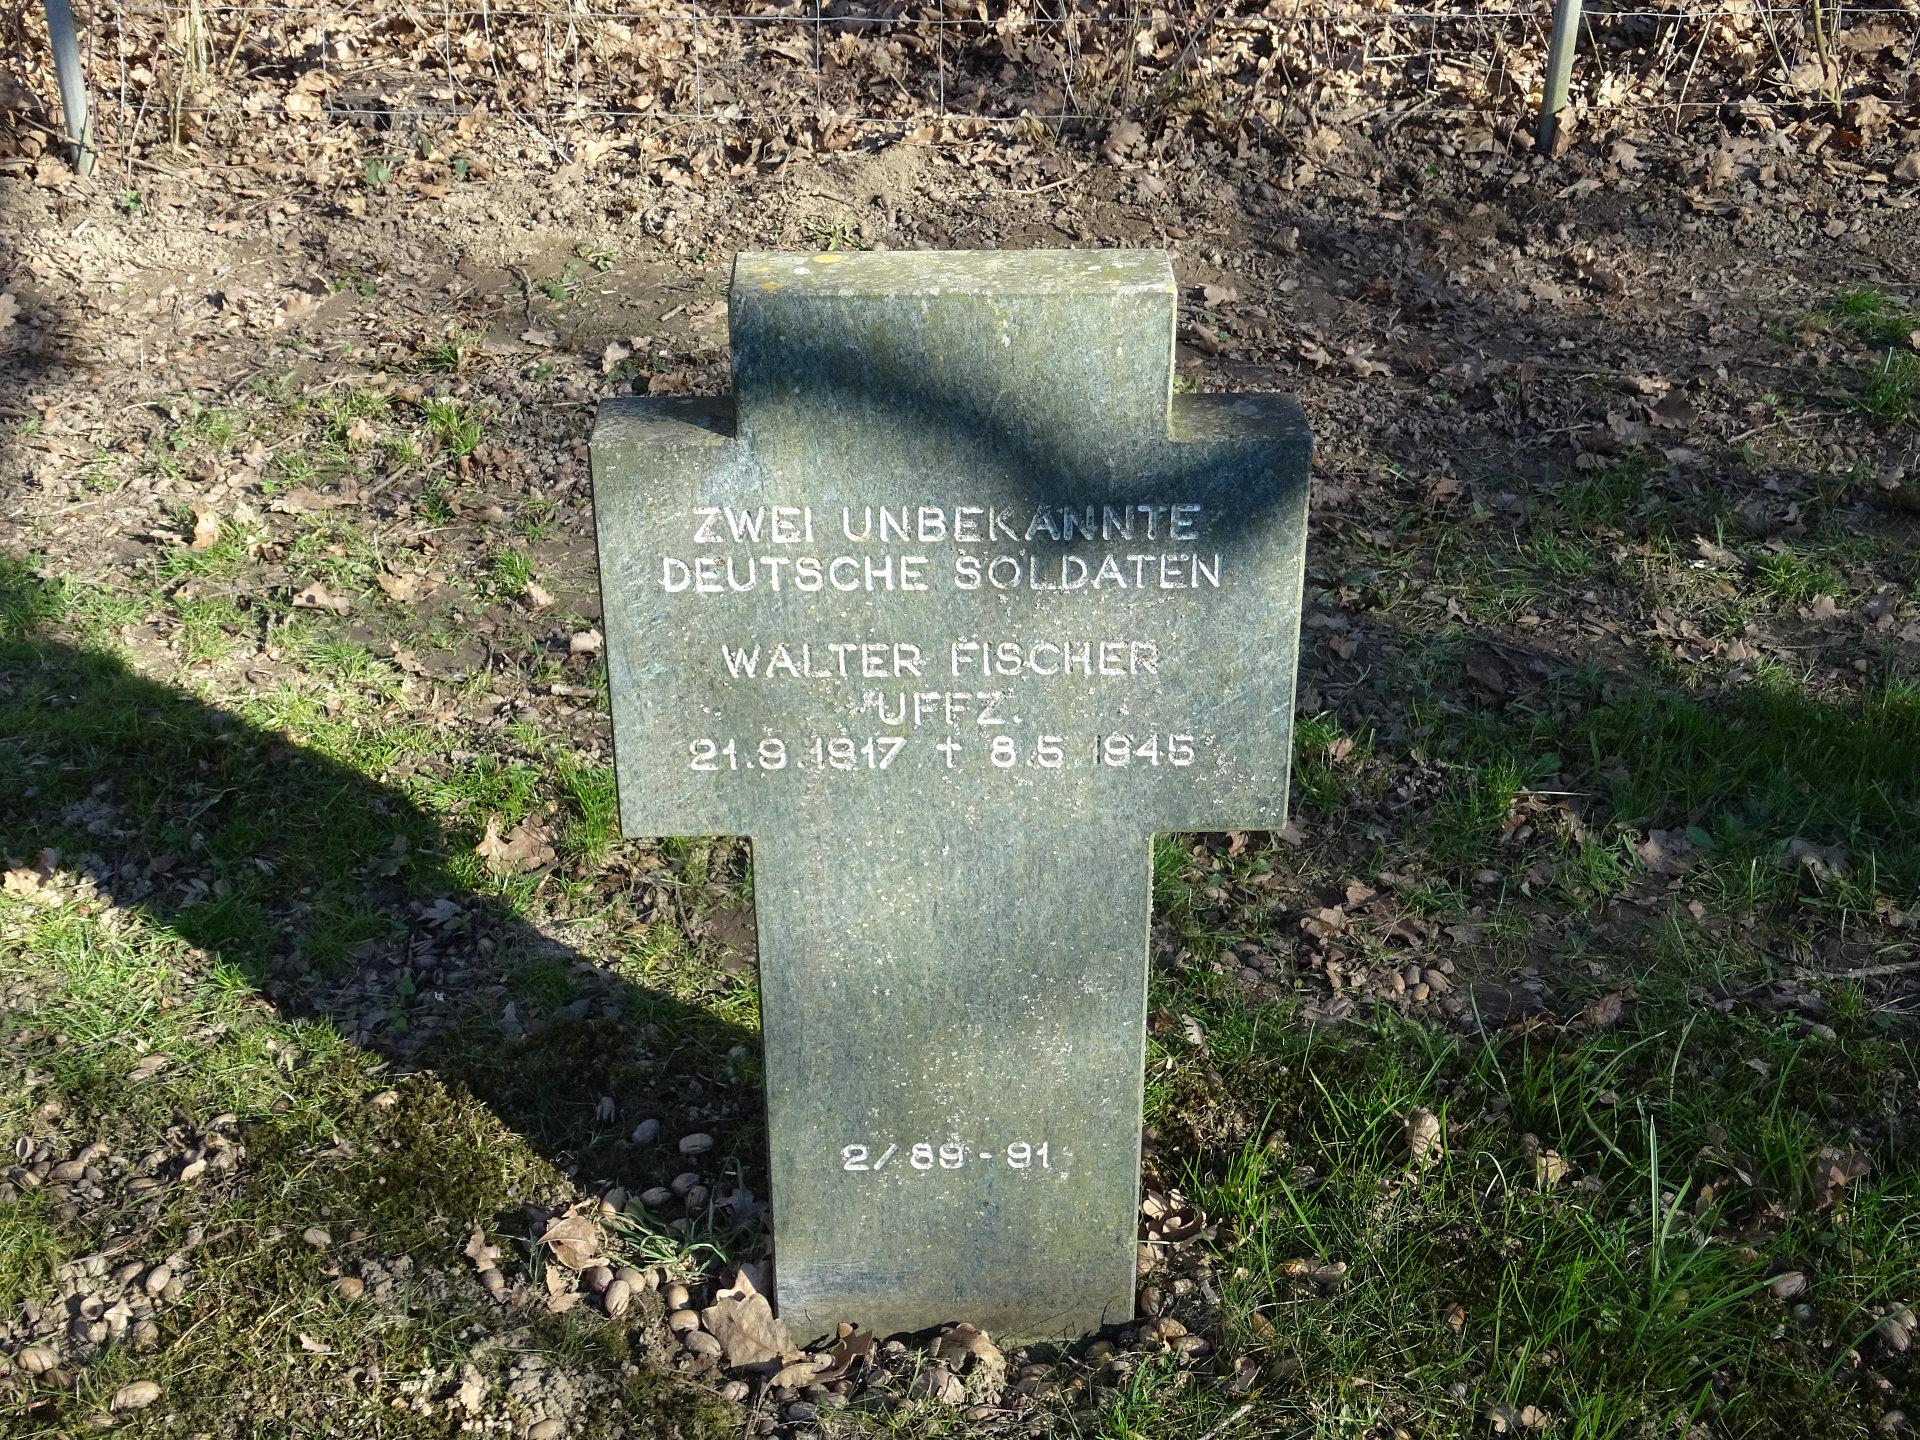 ZWEI UNBEKANNTE
DEUTSCHE SOLDATEN
WALTER FISCHER
UFFZ.
21.9.1917 † 8.5.1945
2/89-91